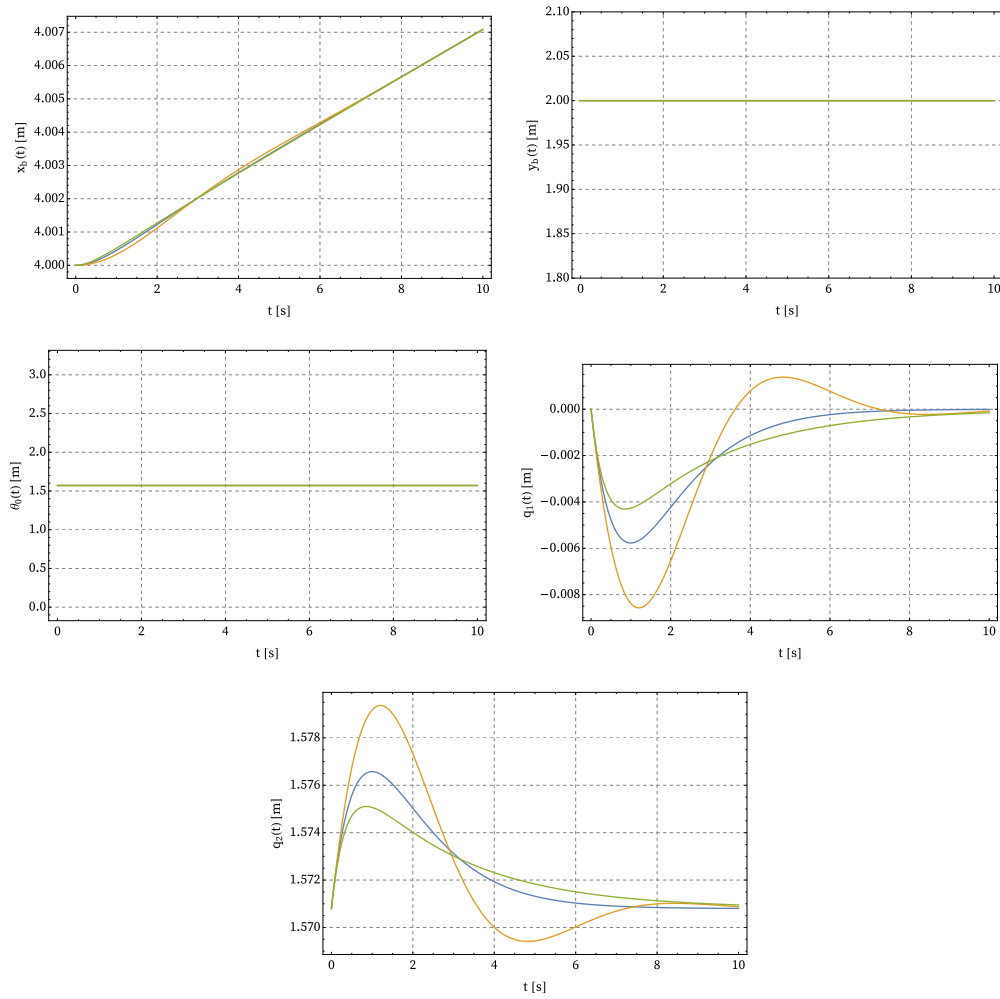 4.007
4.006
4.005
4.004
4.003
4.002
4.001
4.000
x_b(t) [m]
0 2 4 6 8 10
t [s]
2.10
2.05
2.00
1.95
1.90
1.85
1.80
y_b(t) [m]
0 2 4 6 8 10
t [s]
3.0
2.5
2.0
1.5
1.0
0.5
0.0
θ_0(t) [m]
0 2 4 6 8 10
t [s]
0.000
−0.002
−0.004
−0.006
−0.008
q_1(t) [m]
0 2 4 6 8 10
t [s]
1.578
1.576
1.574
1.572
1.570
q_2(t) [m]
0 2 4 6 8 10
t [s]